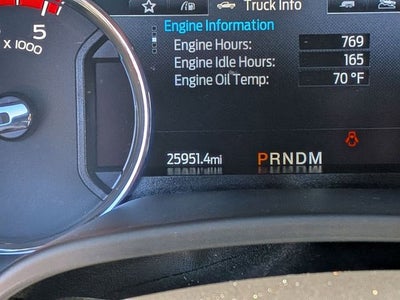 Truck Info
Engine Information
Engine Hours: 769
Engine Idle Hours: 165
Engine Oil Temp: 70 °F
5
x 1000
25951.4mi PRNDM